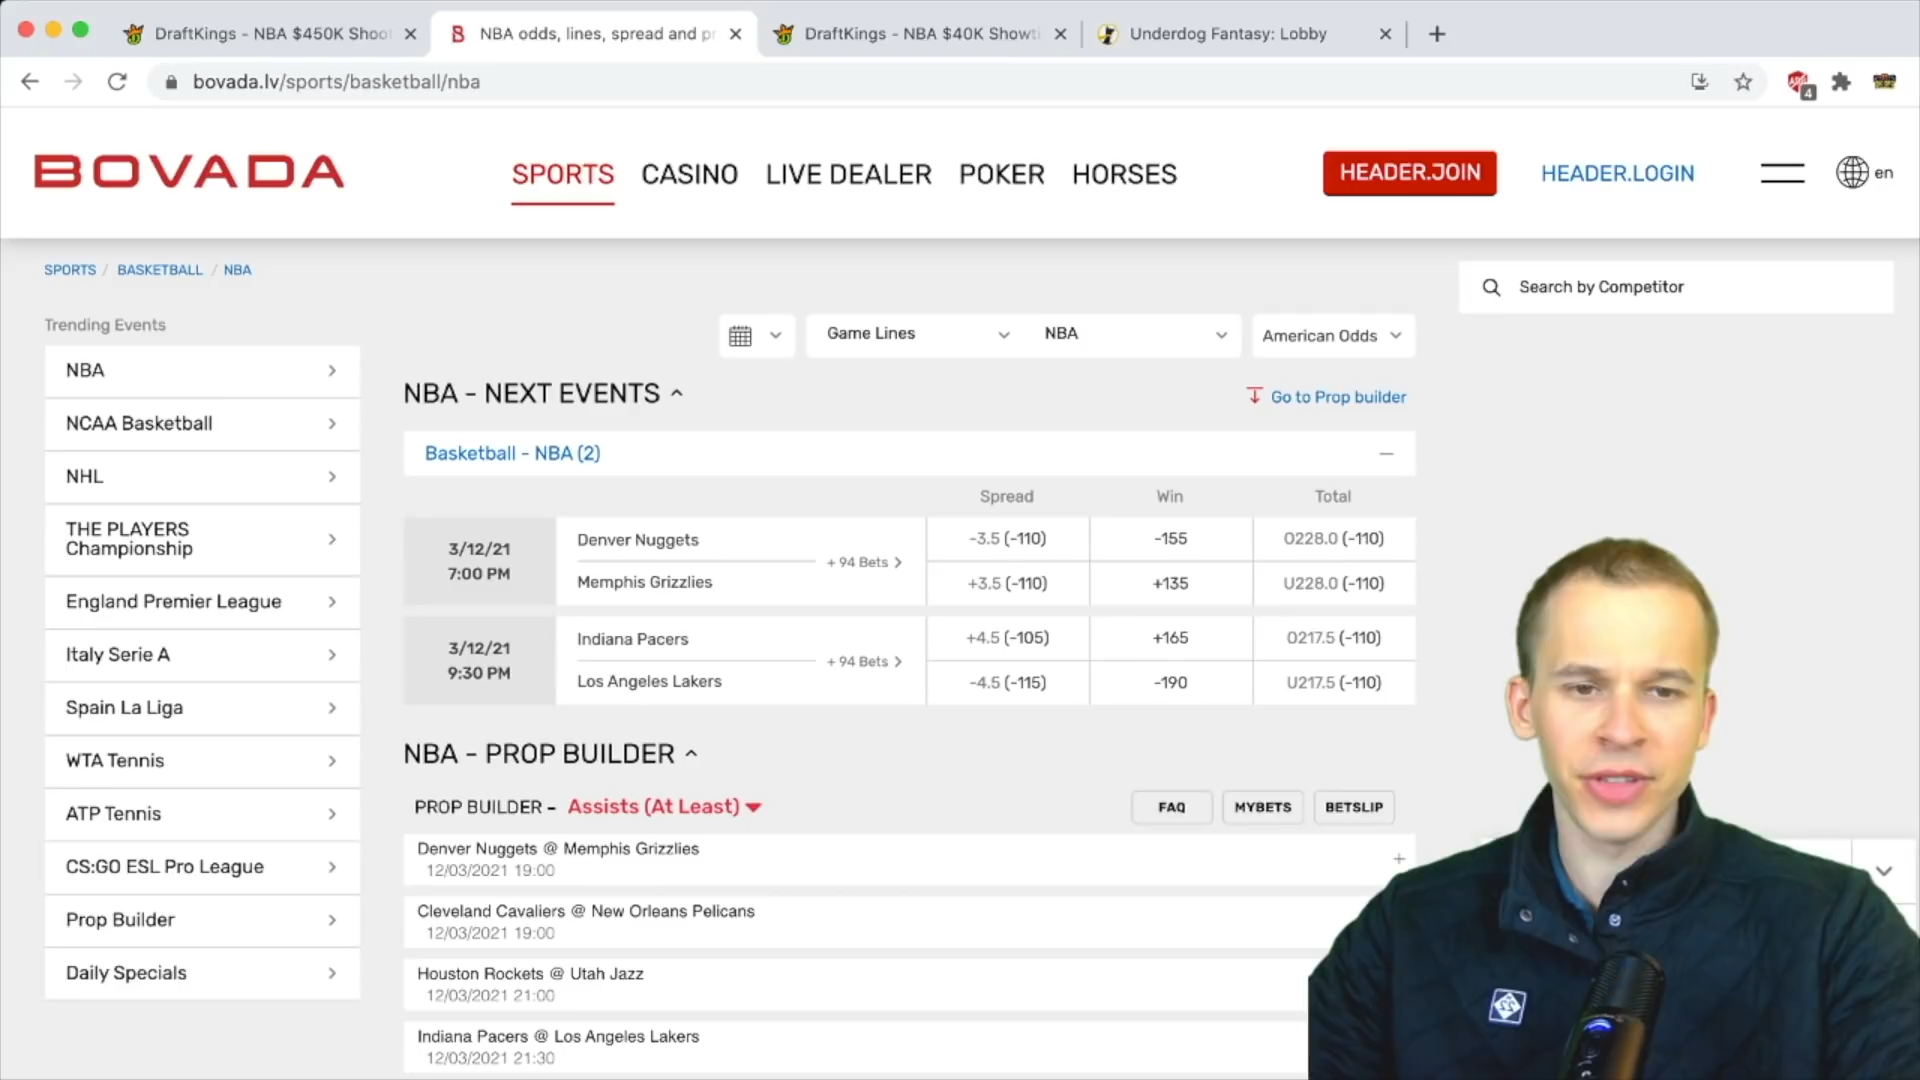 DraftKings - NBA $450K Shoo
NBA odds, lines, spread and pr
DraftKings - NBA $40K Showti
Underdog Fantasy: Lobby
bovada.lv/sports/basketball/nba
4
BOVADA
SPORTS
CASINO
LIVE DEALER
POKER
HORSES
HEADER.JOIN
HEADER.LOGIN
en
SPORTS / BASKETBALL / NBA
Search by Competitor
Trending Events
NBA
NCAA Basketball
NHL
THE PLAYERS
Championship
England Premier League
Italy Serie A
Spain La Liga
WTA Tennis
ATP Tennis
CS:GO ESL Pro League
Prop Builder
Daily Specials
Game Lines
NBA
American Odds
NBA - NEXT EVENTS
Go to Prop builder
Basketball - NBA (2)
Spread Win Total
3/12/21
7:00 PM
Denver Nuggets
Memphis Grizzlies
+ 94 Bets
-3.5 (-110) -155 O228.0 (-110)
+3.5 (-110) +135 U228.0 (-110)
3/12/21
9:30 PM
Indiana Pacers
Los Angeles Lakers
+ 94 Bets
+4.5 (-105) +165 O217.5 (-110)
-4.5 (-115) -190 U217.5 (-110)
NBA - PROP BUILDER
PROP BUILDER - Assists (At Least)
FAQ
MYBETS
BETSLIP
Denver Nuggets @ Memphis Grizzlies
12/03/2021 19:00
Cleveland Cavaliers @ New Orleans Pelicans
12/03/2021 19:00
Houston Rockets @ Utah Jazz
12/03/2021 21:00
Indiana Pacers @ Los Angeles Lakers
12/03/2021 21:30